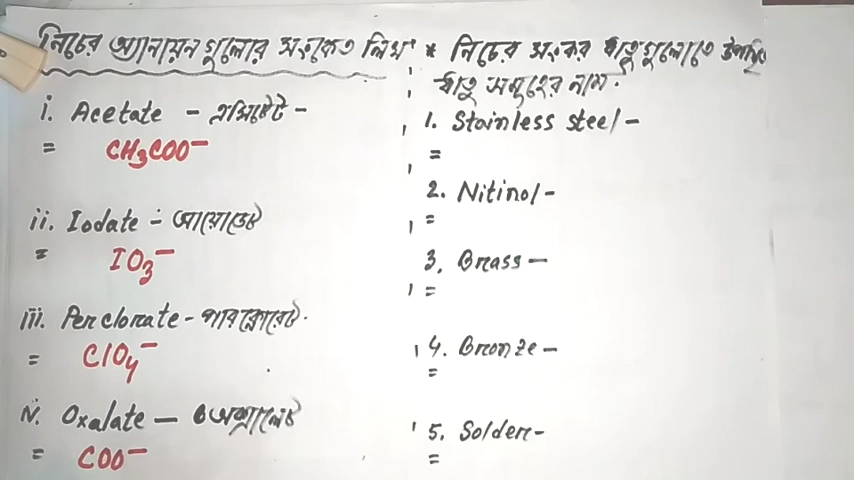 নিচের অ্যানায়ন গুলোর সংকেত লিখ
i. Acetate - এসিটেট -
= CH3COO-
ii. Iodate - আয়োডেট
= IO3-
iii. Perclorate - পারক্লোরেট.
= ClO4-
iv. Oxalate - অক্সালেট
= COO-
* নিচের সংকর ধাতুগুলোতে উপস্থিত
ধাতু সমূহের নাম.
1. Stainless steel -
=
2. Nitinol -
=
3. Brass -
=
4. Bronze -
=
5. Solder -
=